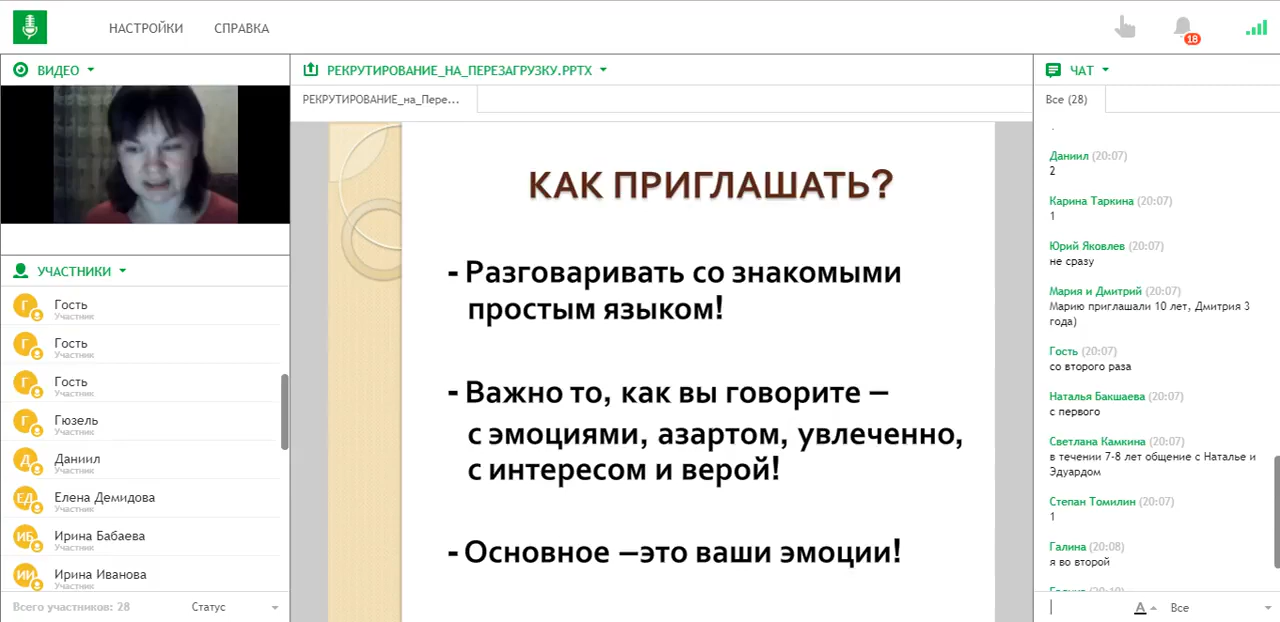 НАСТРОЙКИ
СПРАВКА
18
ВИДЕО
РЕКРУТИРОВАНИЕ_НА_ПЕРЕЗАГРУЗКУ.PPTX
ЧАТ
РЕКРУТИРОВАНИЕ_на_Пере...
Все (28)
УЧАСТНИКИ
Г
Гость
Участник
Г
Гость
Участник
Г
Гость
Участник
Г
Гюзель
Участник
Д
Даниил
Участник
ЕД
Елена Демидова
Участник
ИБ
Ирина Бабаева
Участник
ИИ
Ирина Иванова
Участник
Всего участников: 28
Статус
КАК ПРИГЛАШАТЬ?
- Разговаривать со знакомыми
простым языком!
- Важно то, как вы говорите –
с эмоциями, азартом, увлеченно,
с интересом и верой!
- Основное –это ваши эмоции!
Даниил (20:07)
2
Карина Таркина (20:07)
1
Юрий Яковлев (20:07)
не сразу
Мария и Дмитрий (20:07)
Марию приглашали 10 лет, Дмитрия 3
года)
Гость (20:07)
со второго раза
Наталья Бакшаева (20:07)
с первого
Светлана Камкина (20:07)
в течении 7-8 лет общение с Наталье и
Эдуардом
Степан Томилин (20:07)
1
Галина (20:08)
я во второй
А
Все